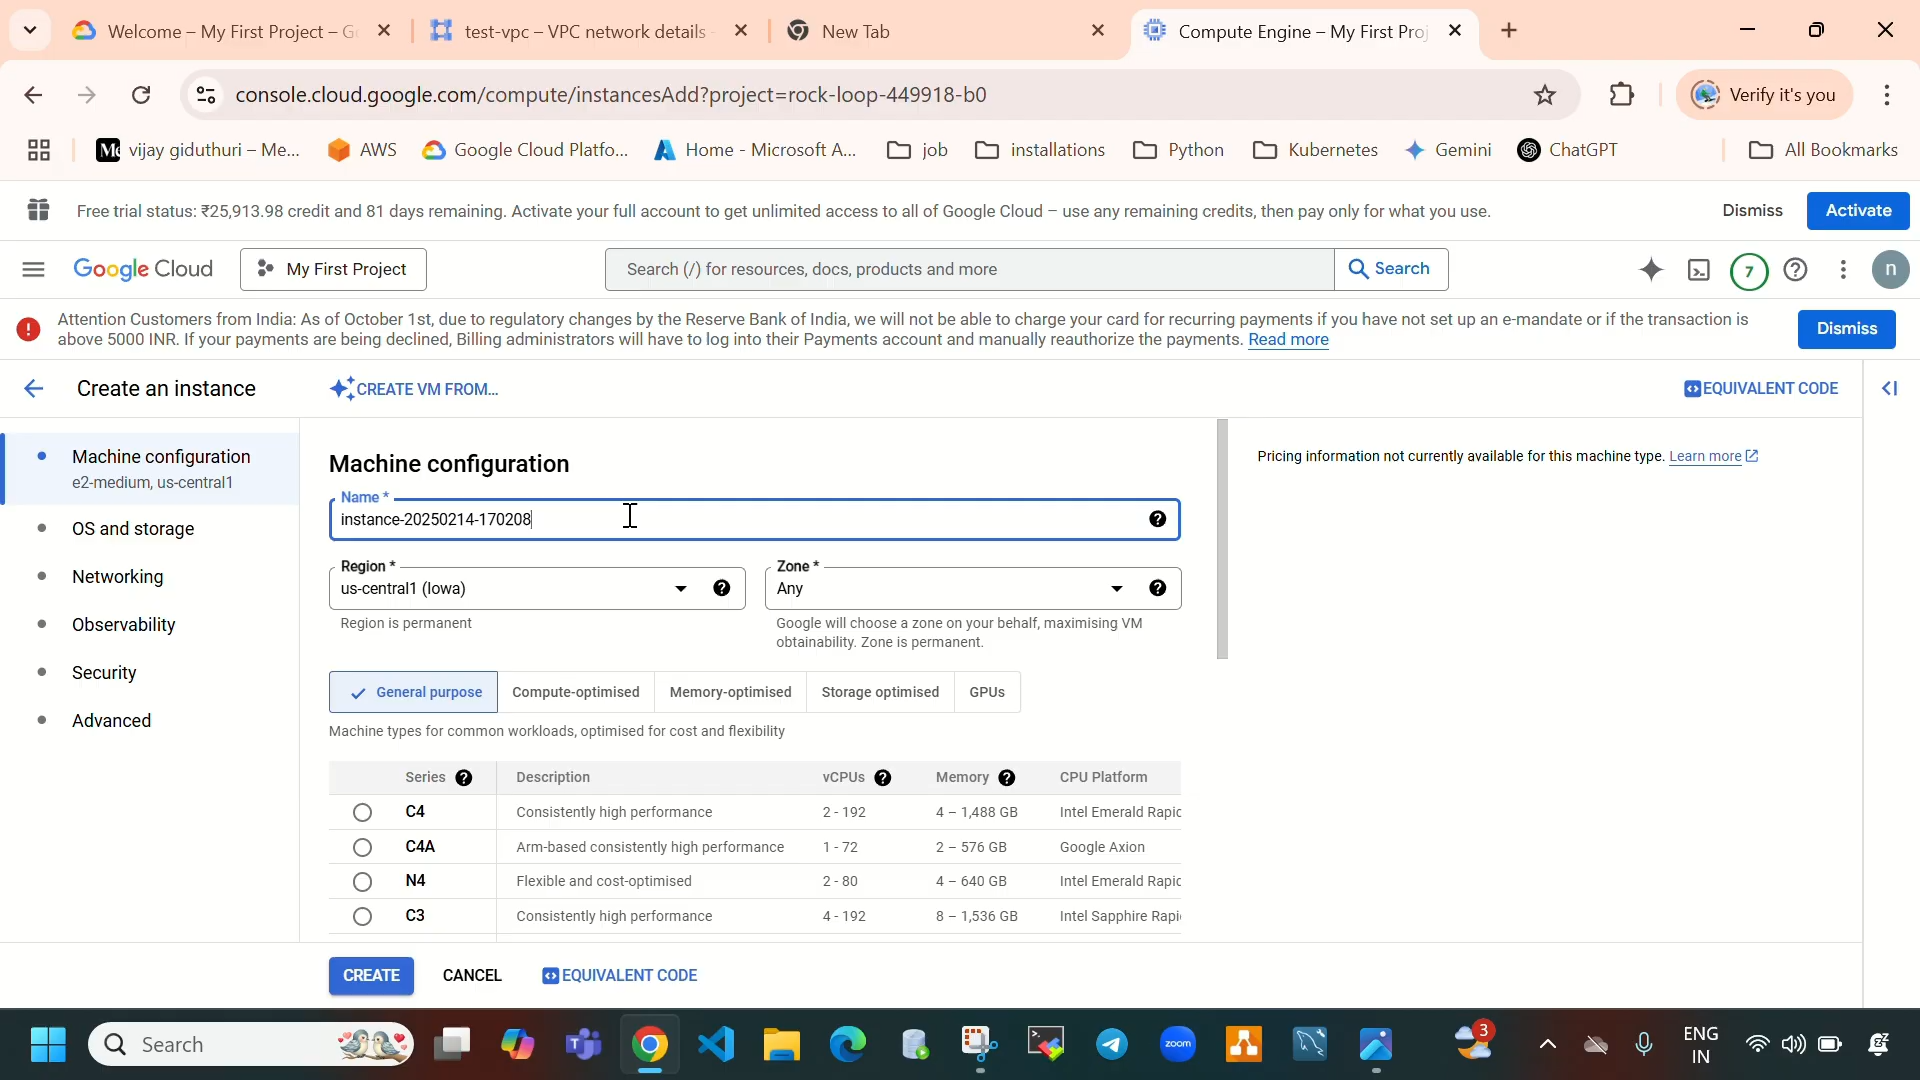 Welcome – My First Project – G
test-vpc – VPC network details -
New Tab
Compute Engine – My First Proj
console.cloud.google.com/compute/instancesAdd?project=rock-loop-449918-b0
Verify it's you
vijay giduthuri – Me...
AWS
Google Cloud Platfo...
Home - Microsoft A...
job
installations
Python
Kubernetes
Gemini
ChatGPT
All Bookmarks
Free trial status: ₹25,913.98 credit and 81 days remaining. Activate your full account to get unlimited access to all of Google Cloud – use any remaining credits, then pay only for what you use.
Dismiss
Activate
Google Cloud
My First Project
Search (/) for resources, docs, products and more
Search
7
n
Attention Customers from India: As of October 1st, due to regulatory changes by the Reserve Bank of India, we will not be able to charge your card for recurring payments if you have not set up an e-mandate or if the transaction is
above 5000 INR. If your payments are being declined, Billing administrators will have to log into their Payments account and manually reauthorize the payments. Read more
Dismiss
Create an instance
CREATE VM FROM...
EQUIVALENT CODE
Machine configuration
e2-medium, us-central1
OS and storage
Networking
Observability
Security
Advanced
Machine configuration
Name *
instance-20250214-170208
Region *
us-central1 (Iowa)
Region is permanent
Zone *
Any
Google will choose a zone on your behalf, maximising VM
obtainability. Zone is permanent.
Pricing information not currently available for this machine type. Learn more
General purpose
Compute-optimised
Memory-optimised
Storage optimised
GPUs
Machine types for common workloads, optimised for cost and flexibility
Series Description vCPUs Memory CPU Platform
C4 Consistently high performance 2 - 192 4 – 1,488 GB Intel Emerald Rapid
C4A Arm-based consistently high performance 1 - 72 2 – 576 GB Google Axion
N4 Flexible and cost-optimised 2 - 80 4 – 640 GB Intel Emerald Rapid
C3 Consistently high performance 4 - 192 8 – 1,536 GB Intel Sapphire Rapi
CREATE
CANCEL
EQUIVALENT CODE
Search
zoom
3
ENG
IN